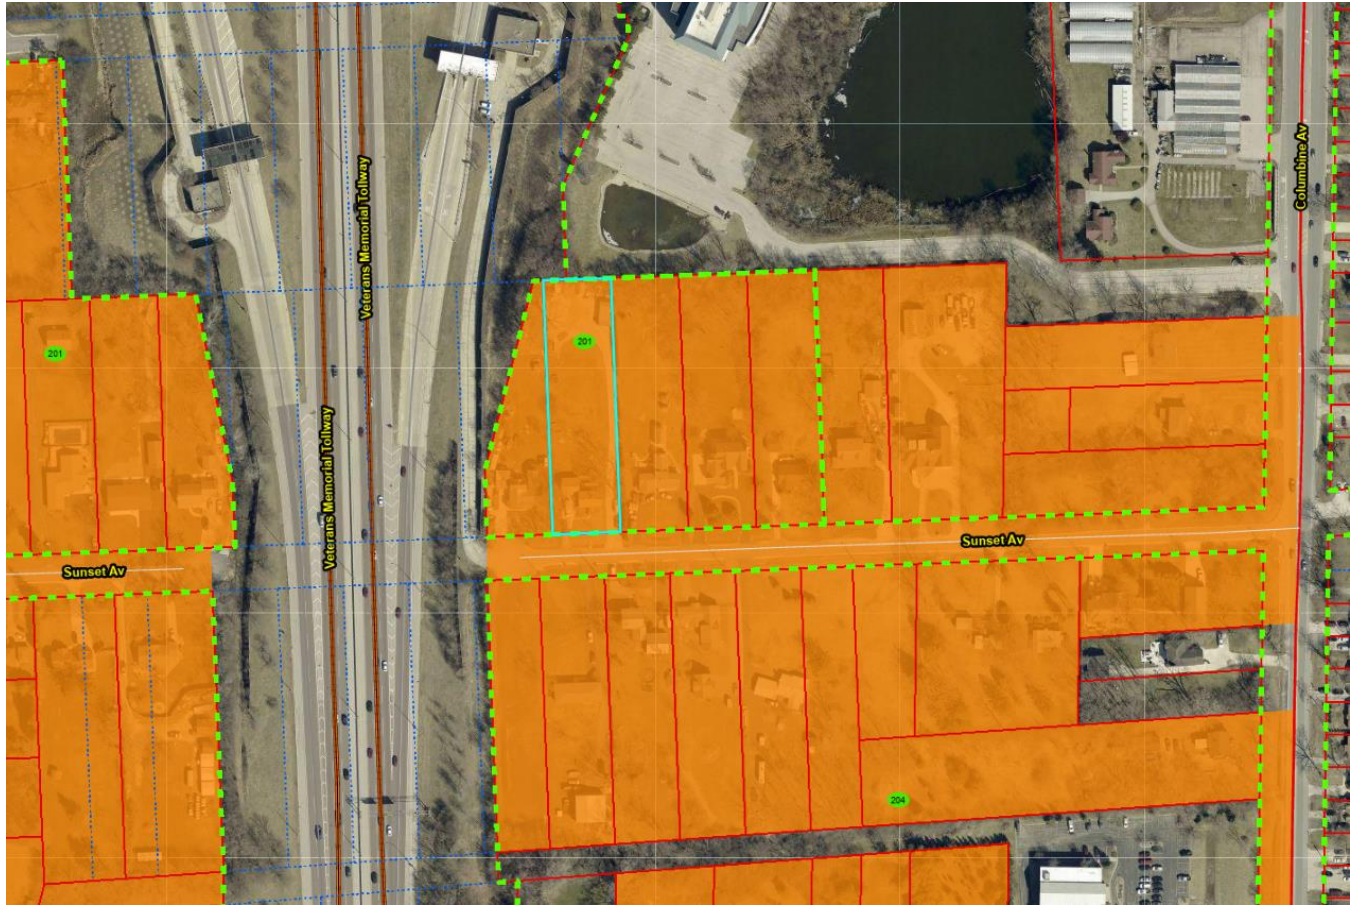 Columbine Av
Veterans Memorial Tollway
201
201
Veterans Memorial Tollway
Sunset Av
Sunset Av
204